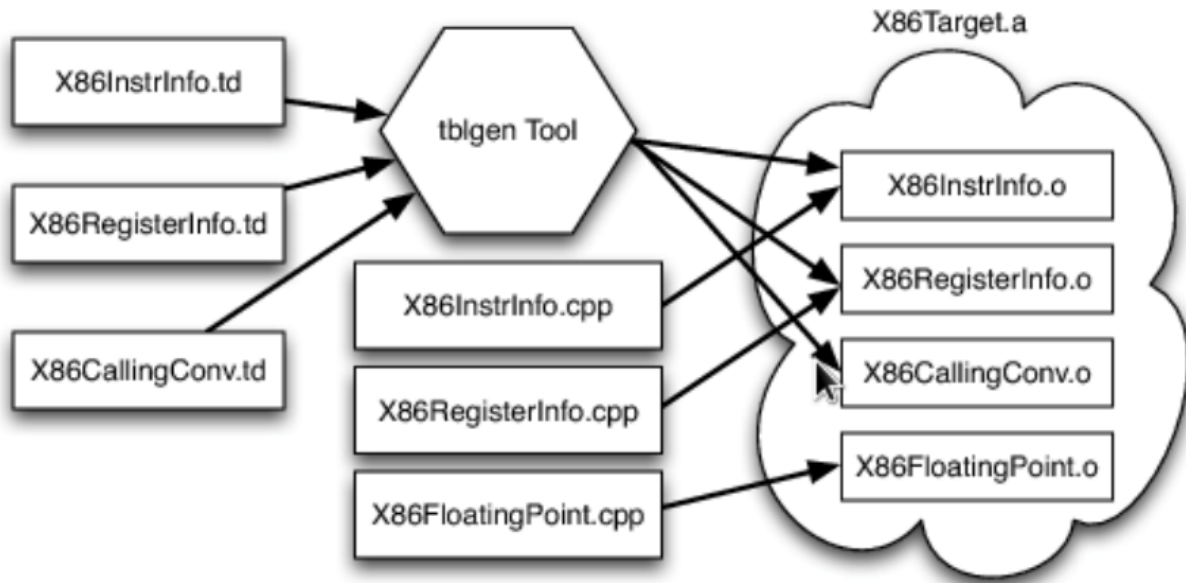 X86Target.a
X86InstrInfo.td
tblgen Tool
X86InstrInfo.o
X86RegisterInfo.td
X86RegisterInfo.o
X86InstrInfo.cpp
X86CallingConv.td
X86CallingConv.o
X86RegisterInfo.cpp
X86FloatingPoint.o
X86FloatingPoint.cpp